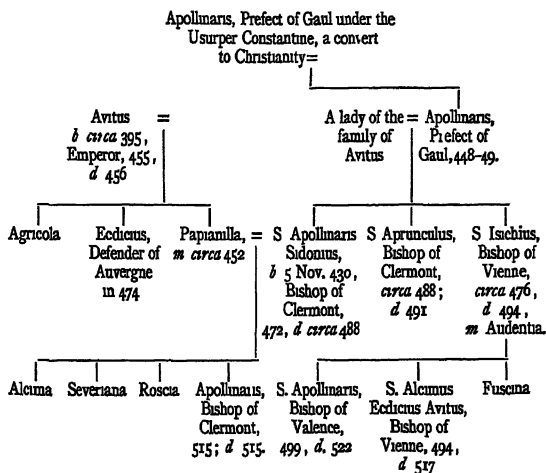 Apollinaris, Prefect of Gaul under the
Usurper Constantine, a convert
to Christianity=
Avitus =
b circa 395,
Emperor, 455,
d 456
A lady of the
family of
Avitus
= Apollinaris,
Prefect of
Gaul, 448-49.
Agricola
Ecdicius,
Defender of
Auvergne
in 474
Papianilla, =
m circa 452
S Apollinaris
Sidonius,
b 5 Nov. 430,
Bishop of
Clermont,
472, d circa 488
S Aprunculus,
Bishop of
Clermont,
circa 488;
d 491
S Isichius,
Bishop of
Vienne,
circa 476,
d 494,
m Audentia.
Alcima
Severiana
Roscia
Apollinaris,
Bishop of
Clermont,
515; d 515.
S. Apollinaris,
Bishop of
Valence,
499, d. 522
S. Alcimus
Ecdicius Avitus,
Bishop of
Vienne, 494,
d 517
Fuscina